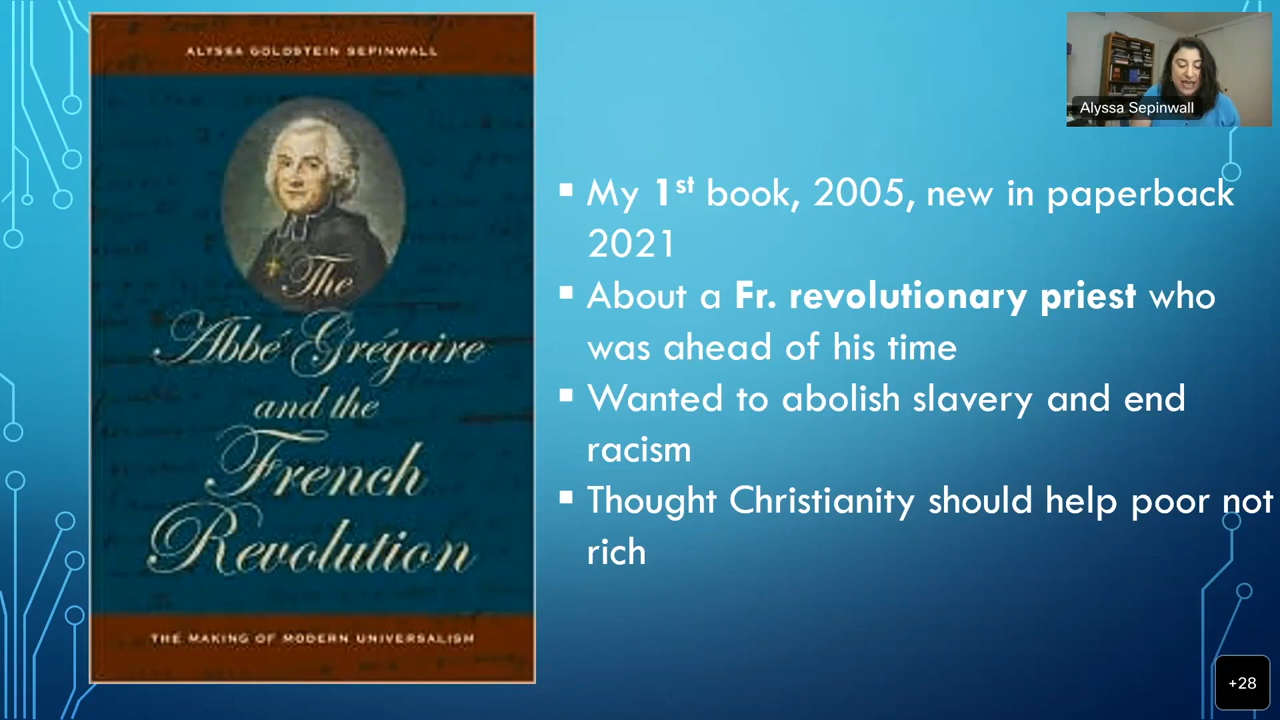 ALYSSA GOLDSTEIN SEPINWALL
The
Abbé Grégoire
and the
French
Revolution
THE MAKING OF MODERN UNIVERSALISM
▪ My 1st book, 2005, new in paperback
2021
▪ About a Fr. revolutionary priest who
was ahead of his time
▪ Wanted to abolish slavery and end
racism
▪ Thought Christianity should help poor not
rich
Alyssa Sepinwall
+28